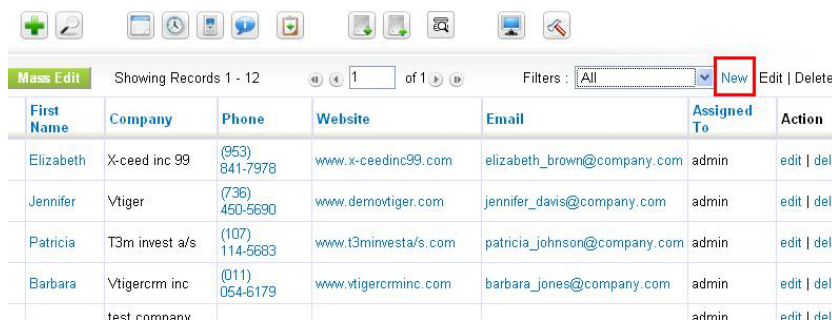 Mass Edit Showing Records 1 - 12 1 of 1 Filters : All New Edit | Delete
First Name Company Phone Website Email Assigned To Action
Elizabeth X-ceed inc 99 (953) 841-7978 www.x-ceedinc99.com elizabeth_brown@company.com admin edit | del
Jennifer Vtiger (736) 450-5690 www.demovtiger.com jennifer_davis@company.com admin edit | del
Patricia T3m invest a/s (107) 114-5683 www.t3minvesta/s.com patricia_johnson@company.com admin edit | del
Barbara Vtigercrm inc (011) 054-6179 www.vtigercrminc.com barbara_jones@company.com admin edit | del
test company admin edit | del